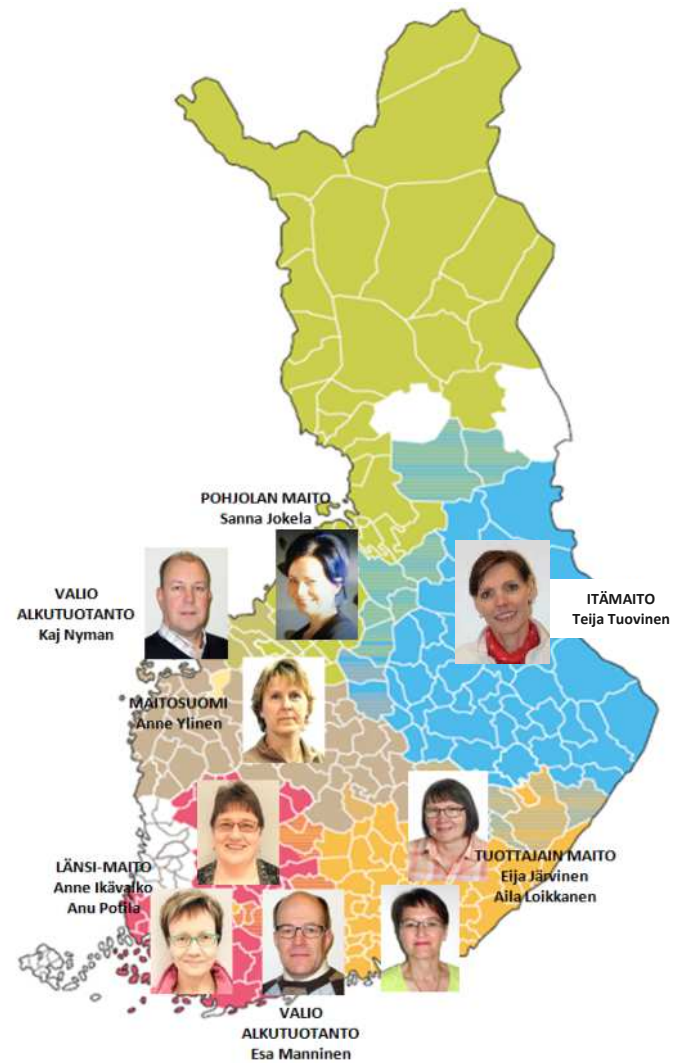 POHJOLAN MAITO
Sanna Jokela
VALIO
ALKUTUOTANTO
Kaj Nyman
ITÄMAITO
Teija Tuovinen
MAITOSUOMI
Anne Ylinen
LÄNSI-MAITO
Anne Ikävalko
Anu Potila
TUOTTAJAIN MAITO
Eija Järvinen
Aila Loikkanen
VALIO
ALKUTUOTANTO
Esa Manninen